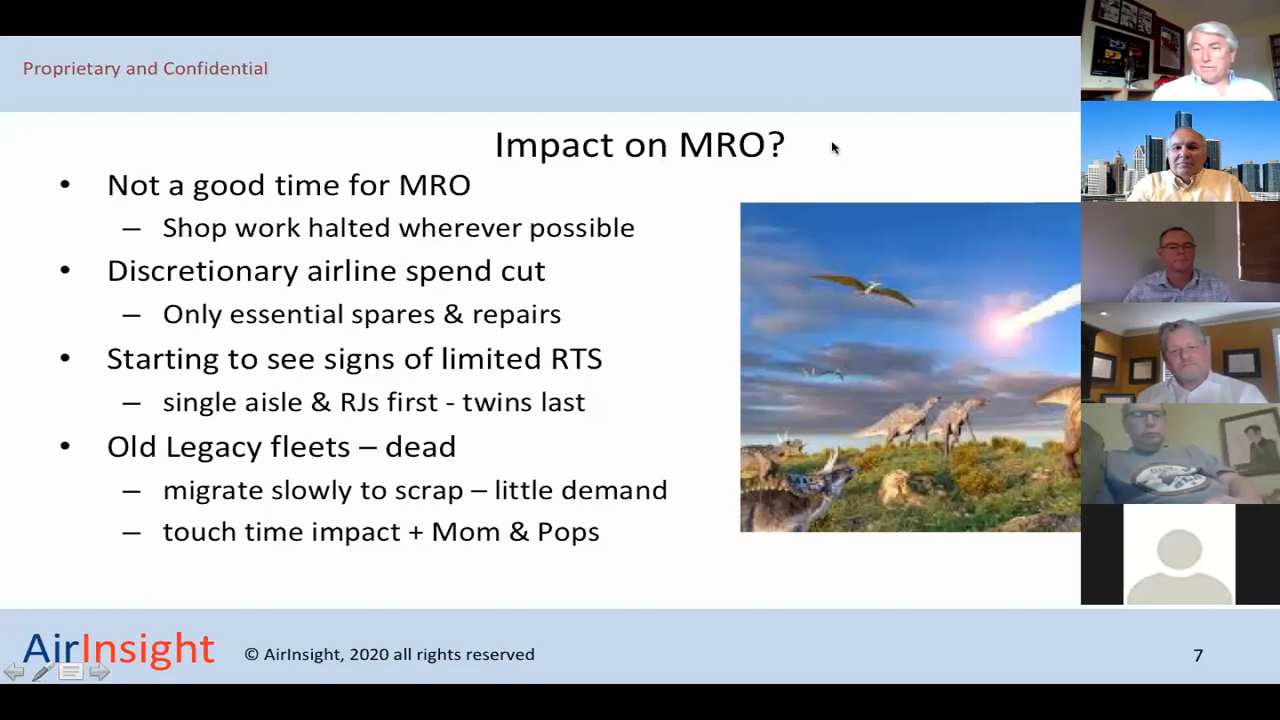 Proprietary and Confidential
Impact on MRO?
• Not a good time for MRO
– Shop work halted wherever possible
• Discretionary airline spend cut
– Only essential spares & repairs
• Starting to see signs of limited RTS
– single aisle & RJs first - twins last
• Old Legacy fleets – dead
– migrate slowly to scrap – little demand
– touch time impact + Mom & Pops
AirInsight
© AirInsight, 2020 all rights reserved
7